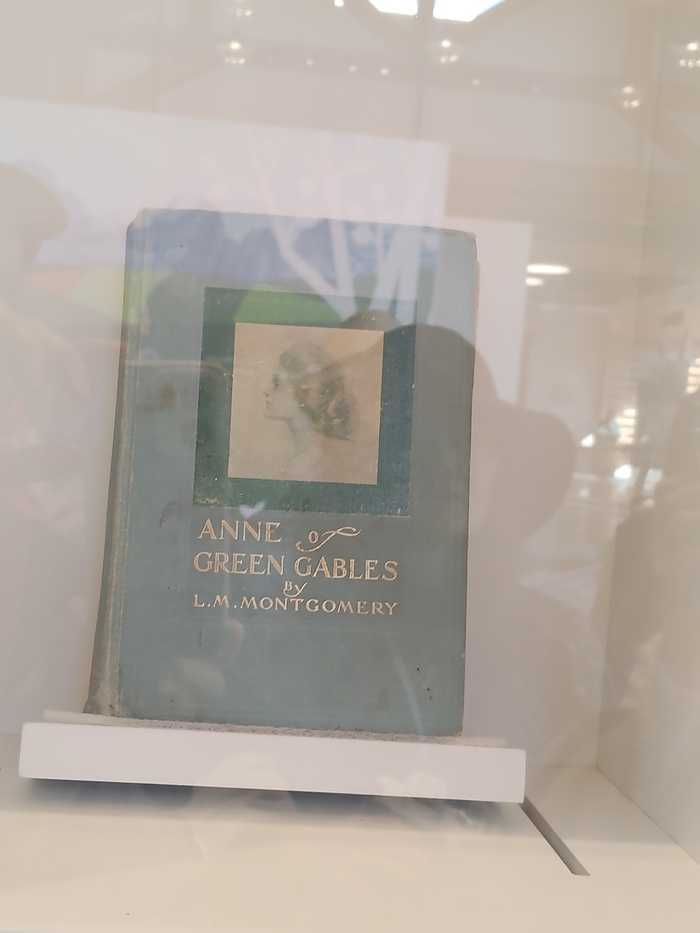 ANNE of
GREEN GABLES
By
L.M.MONTGOMERY